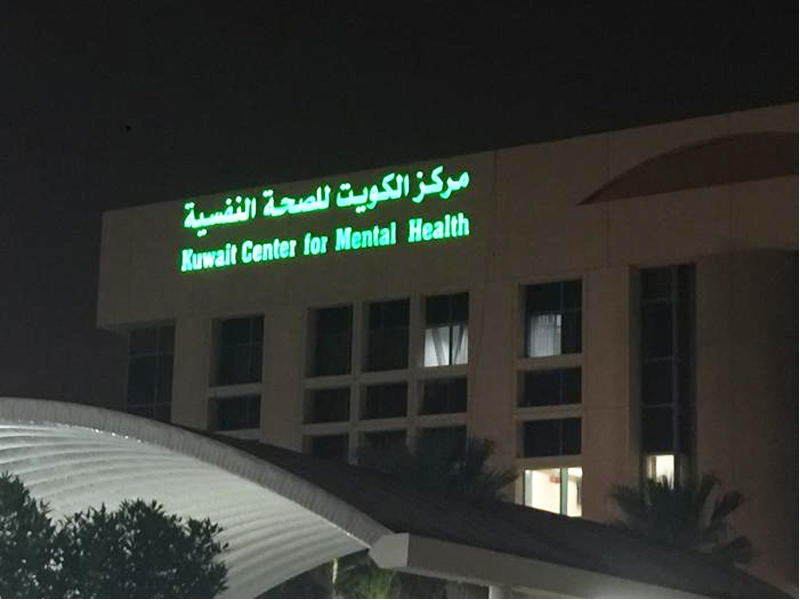 مركز الكويت للصحة النفسية
Kuwait Center for Mental Health